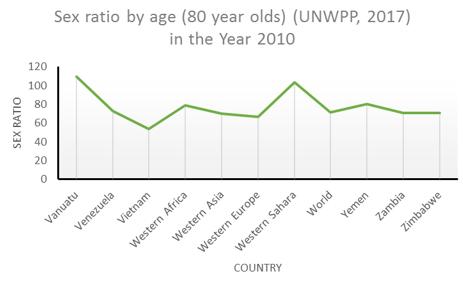 Sex ratio by age (80 year olds) (UNWPP, 2017)
in the Year 2010
120
100
80
60
40
20
0
SEX RATIO
Vanuatu
Venezuela
Vietnam
Western Africa
Western Asia
Western Europe
Western Sahara
World
Yemen
Zambia
Zimbabwe
COUNTRY